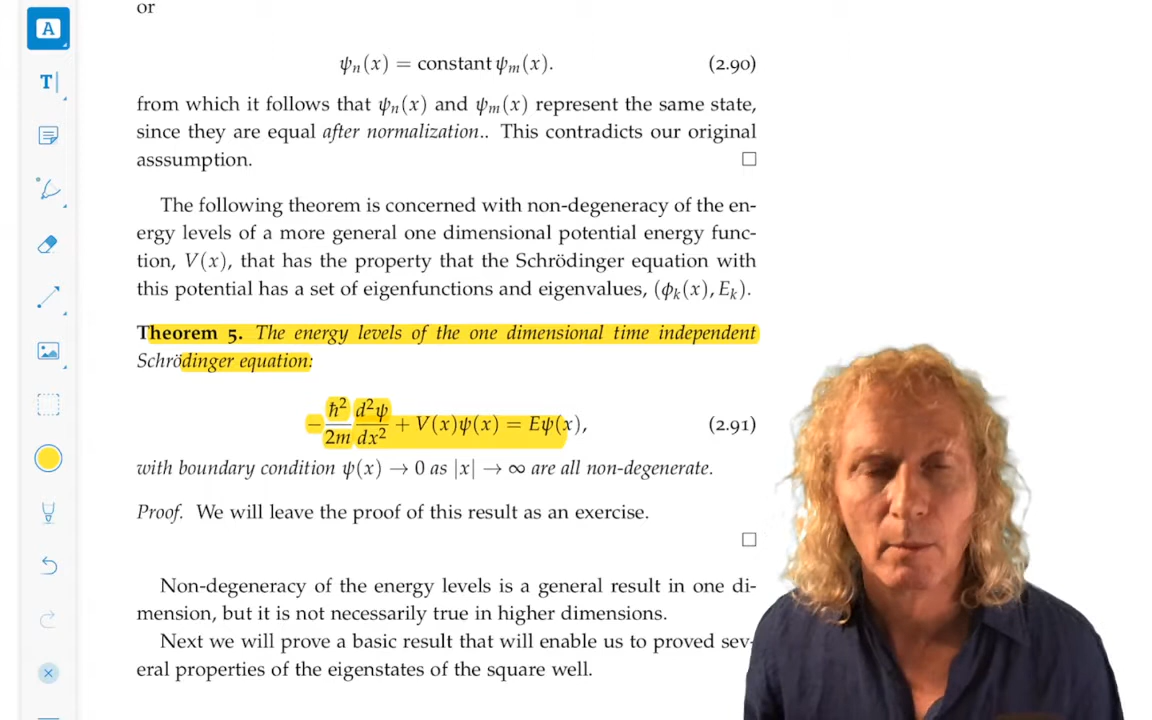 or
ψn(x) = constant ψm(x). (2.90)
from which it follows that ψn(x) and ψm(x) represent the same state,
since they are equal after normalization.. This contradicts our original
asssumption. □
The following theorem is concerned with non-degeneracy of the en-
ergy levels of a more general one dimensional potential energy func-
tion, V(x), that has the property that the Schrödinger equation with
this potential has a set of eigenfunctions and eigenvalues, (ϕk(x), Ek).
Theorem 5. The energy levels of the one dimensional time independent
Schrödinger equation:
−ħ²/2m d²ψ/dx² + V(x)ψ(x) = Eψ(x), (2.91)
with boundary condition ψ(x) → 0 as |x| → ∞ are all non-degenerate.
Proof. We will leave the proof of this result as an exercise.
□
Non-degeneracy of the energy levels is a general result in one di-
mension, but it is not necessarily true in higher dimensions.
Next we will prove a basic result that will enable us to proved sev-
eral properties of the eigenstates of the square well.
A
T|